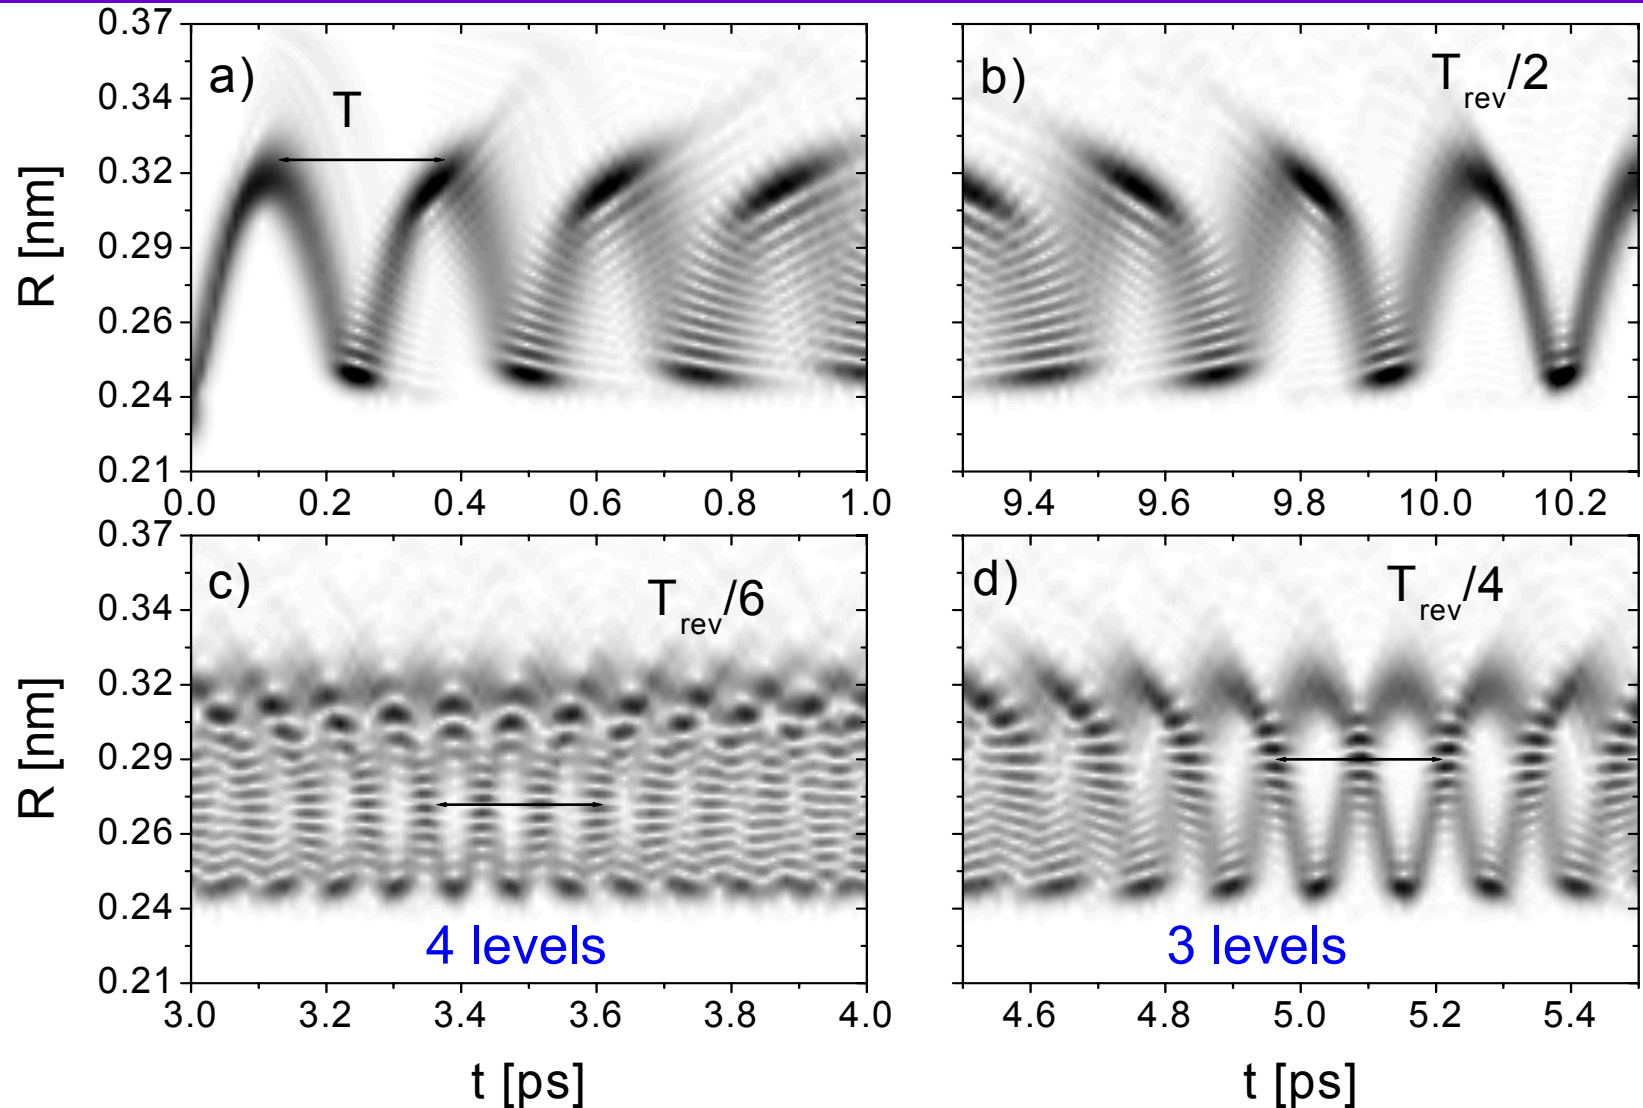 0.37
a)
T
0.34
0.32
0.29
0.26
0.24
0.21
R [nm]
0.0 0.2 0.4 0.6 0.8 1.0
b)
T_rev/2
9.4 9.6 9.8 10.0 10.2
0.37
c)
T_rev/6
0.34
0.32
0.29
0.26
0.24
0.21
R [nm]
4 levels
3.0 3.2 3.4 3.6 3.8 4.0
t [ps]
d)
T_rev/4
3 levels
4.6 4.8 5.0 5.2 5.4
t [ps]